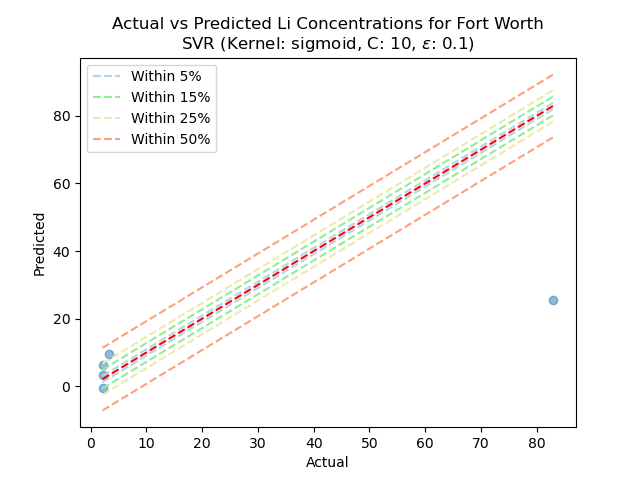 Actual vs Predicted Li Concentrations for Fort Worth
SVR (Kernel: sigmoid, C: 10, ε: 0.1)
Within 5%
Within 15%
Within 25%
Within 50%
Predicted
80
60
40
20
0
0 10 20 30 40 50 60 70 80
Actual